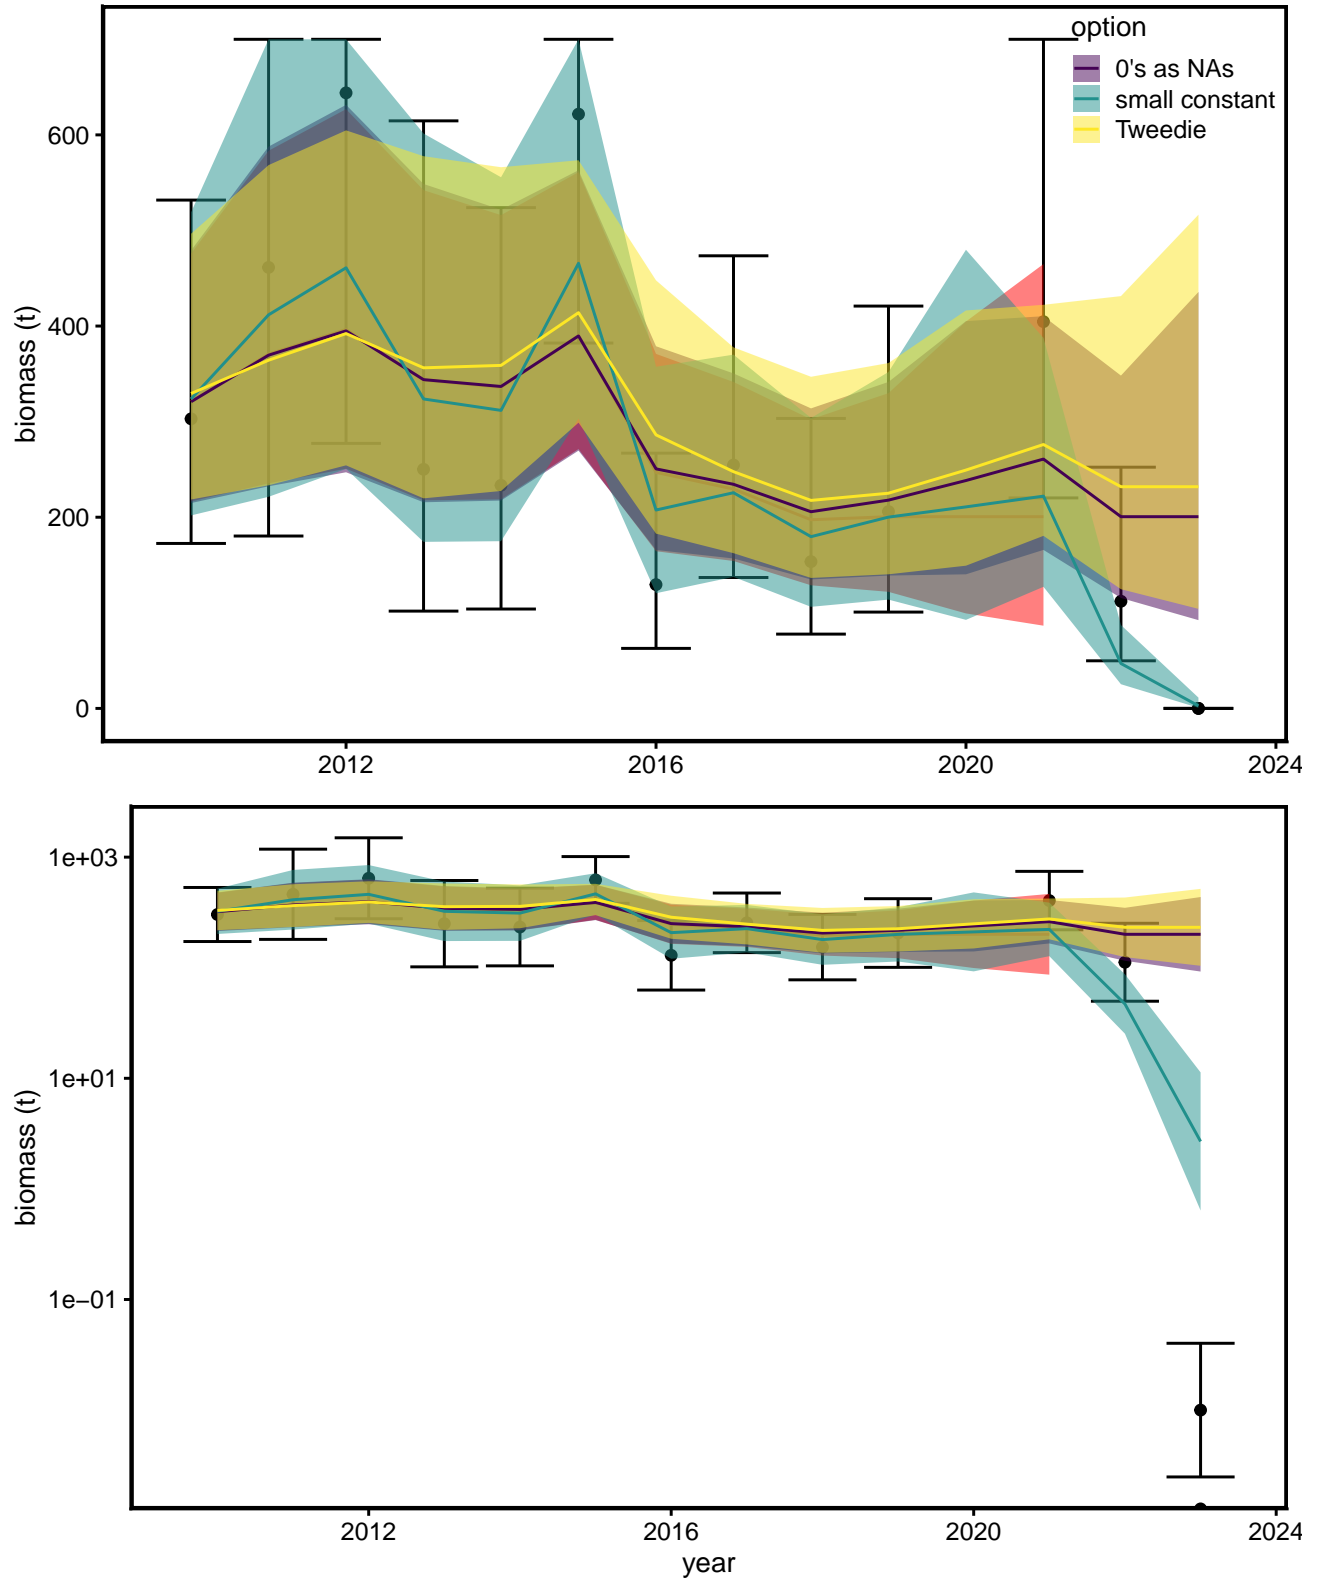 option
0's as NAs
small constant
Tweedie
biomass (t)
600
400
200
0
2012
2016
2020
2024
biomass (t)
1e+03
1e+01
1e−01
2012
2016
2020
2024
year